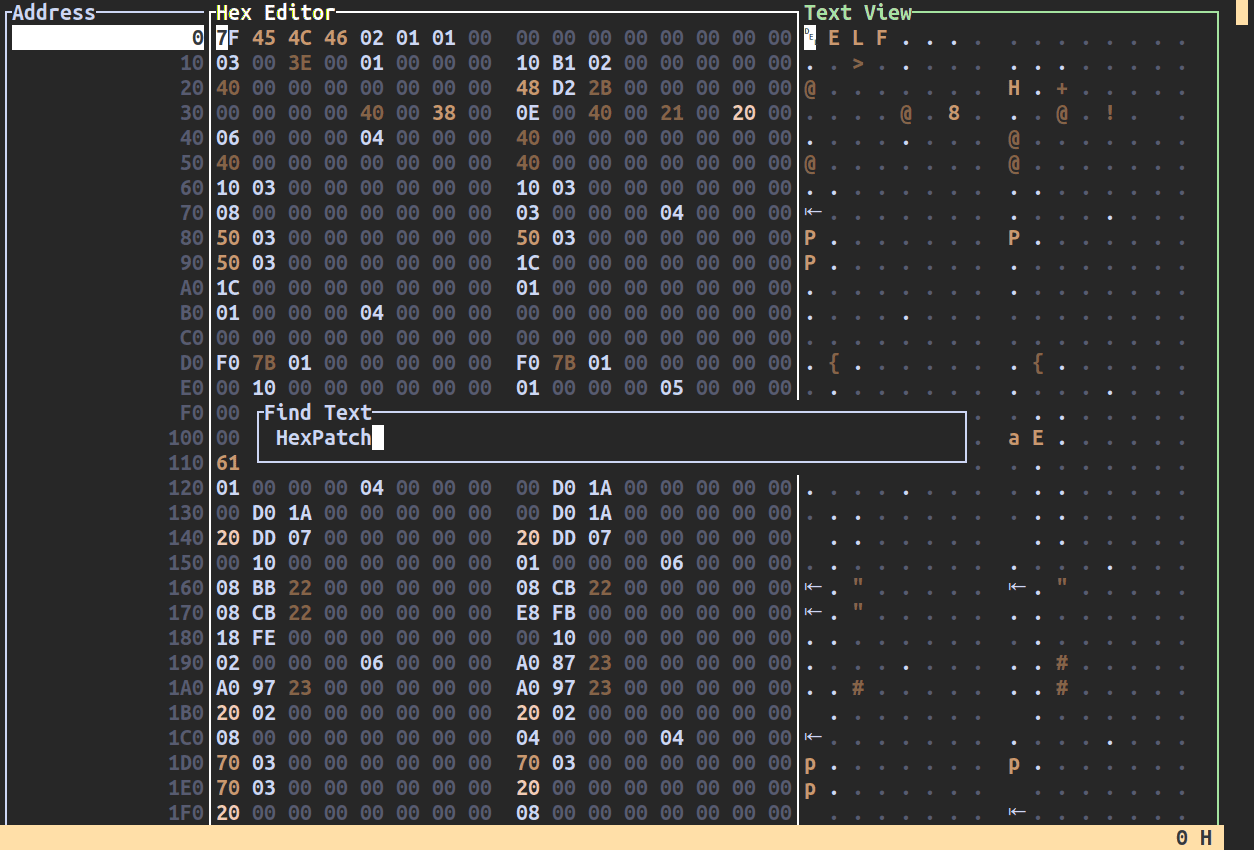 Address Hex Editor Text View
0 7F 45 4C 46 02 01 01 00 00 00 00 00 00 00 00 00 E L F . . . . . . . . . . . .
10 03 00 3E 00 01 00 00 00 10 B1 02 00 00 00 00 00 . . > . . . . . . . . . . . . .
20 40 00 00 00 00 00 00 00 48 D2 2B 00 00 00 00 00 @ . . . . . . . H . + . . . . .
30 00 00 00 00 40 00 38 00 0E 00 40 00 21 00 20 00 . . . . @ . 8 . . . @ . ! . .
40 06 00 00 00 04 00 00 00 40 00 00 00 00 00 00 00 . . . . . . . . @ . . . . . . .
50 40 00 00 00 00 00 00 00 40 00 00 00 00 00 00 00 @ . . . . . . . @ . . . . . . .
60 10 03 00 00 00 00 00 00 10 03 00 00 00 00 00 00 . . . . . . . . . . . . . . . .
70 08 00 00 00 00 00 00 00 03 00 00 00 04 00 00 00 ⇤ . . . . . . . . . . . . . . .
80 50 03 00 00 00 00 00 00 50 03 00 00 00 00 00 00 P . . . . . . . P . . . . . . .
90 50 03 00 00 00 00 00 00 1C 00 00 00 00 00 00 00 P . . . . . . . . . . . . . . .
A0 1C 00 00 00 00 00 00 00 01 00 00 00 00 00 00 00 . . . . . . . . . . . . . . . .
B0 01 00 00 00 04 00 00 00 00 00 00 00 00 00 00 00 . . . . . . . . . . . . . . . .
C0 00 00 00 00 00 00 00 00 00 00 00 00 00 00 00 00 . . . . . . . . . . . . . . . .
D0 F0 7B 01 00 00 00 00 00 F0 7B 01 00 00 00 00 00 . { . . . . . . . { . . . . . .
E0 00 10 00 00 00 00 00 00 01 00 00 00 05 00 00 00 . . . . . . . . . . . . . . . .
F0 00 Find Text . . . . . . . .
100 00 HexPatch . a E . . . . . .
110 61 . . . . . . . .
120 01 00 00 00 04 00 00 00 00 D0 1A 00 00 00 00 00 . . . . . . . . . . . . . . . .
130 00 D0 1A 00 00 00 00 00 00 D0 1A 00 00 00 00 00 . . . . . . . . . . . . . . . .
140 20 DD 07 00 00 00 00 00 20 DD 07 00 00 00 00 00 . . . . . . . . . . . . . .
150 00 10 00 00 00 00 00 00 01 00 00 00 06 00 00 00 . . . . . . . . . . . . . . . .
160 08 BB 22 00 00 00 00 00 08 CB 22 00 00 00 00 00 ⇤ . " . . . . . ⇤ . " . . . . .
170 08 CB 22 00 00 00 00 00 E8 FB 00 00 00 00 00 00 ⇤ . " . . . . . . . . . . . . .
180 18 FE 00 00 00 00 00 00 00 10 00 00 00 00 00 00 . . . . . . . . . . . . . . . .
190 02 00 00 00 06 00 00 00 A0 87 23 00 00 00 00 00 . . . . . . . . . . # . . . . .
1A0 A0 97 23 00 00 00 00 00 A0 97 23 00 00 00 00 00 . . # . . . . . . . # . . . . .
1B0 20 02 00 00 00 00 00 00 20 02 00 00 00 00 00 00 . . . . . . . . . . . . . .
1C0 08 00 00 00 00 00 00 00 04 00 00 00 04 00 00 00 ⇤ . . . . . . . . . . . . . . .
1D0 70 03 00 00 00 00 00 00 70 03 00 00 00 00 00 00 p . . . . . . . p . . . . . . .
1E0 70 03 00 00 00 00 00 00 20 00 00 00 00 00 00 00 p . . . . . . . . . . . . . .
1F0 20 00 00 00 00 00 00 00 08 00 00 00 00 00 00 00 . . . . . . . ⇤ . . . . . . .
0 H